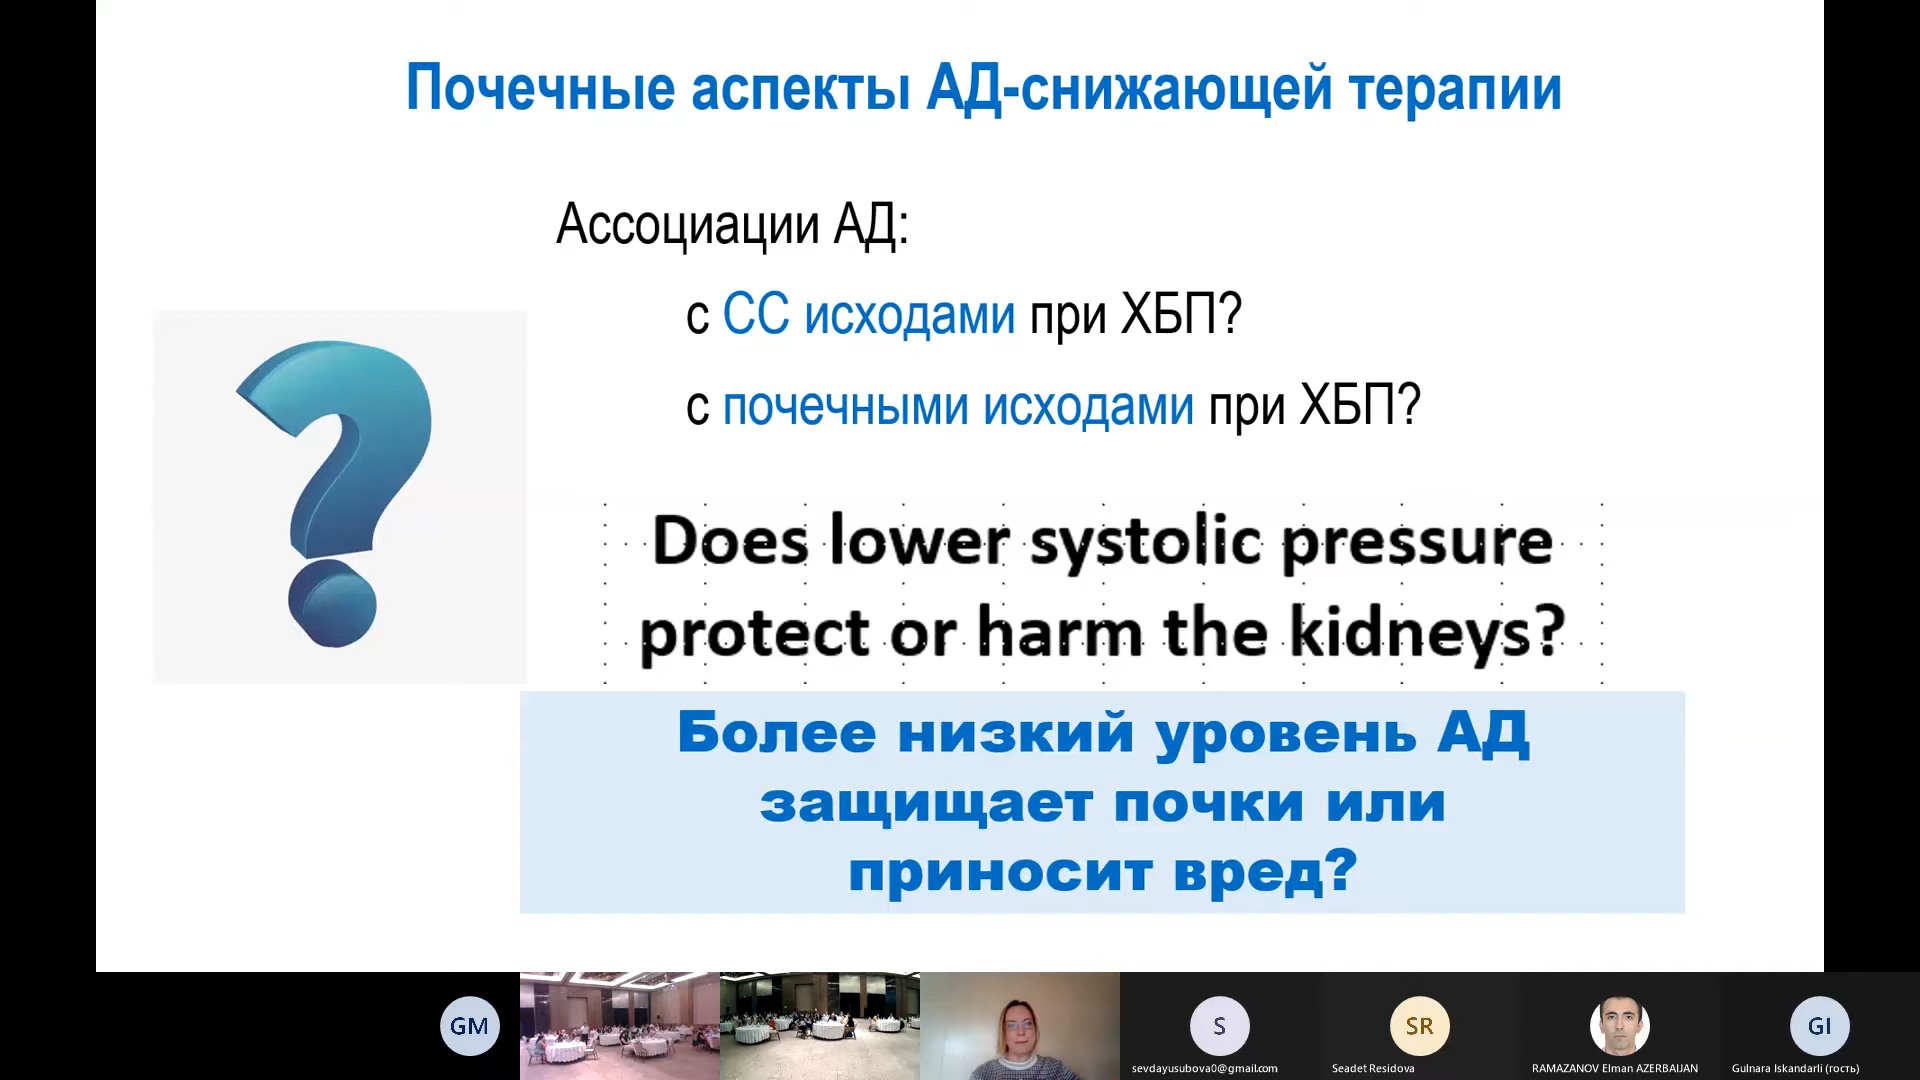 Почечные аспекты АД-снижающей терапии
Ассоциации АД:
с СС исходами при ХБП?
с почечными исходами при ХБП?
Does lower systolic pressure
protect or harm the kidneys?
Более низкий уровень АД
защищает почки или
приносит вред?
GM
S
SR
GI
sevdayusubova0@gmail.com
Seadet Residova
RAMAZANOV Elman AZERBAIJAN
Gulnara Iskandarli (гость)